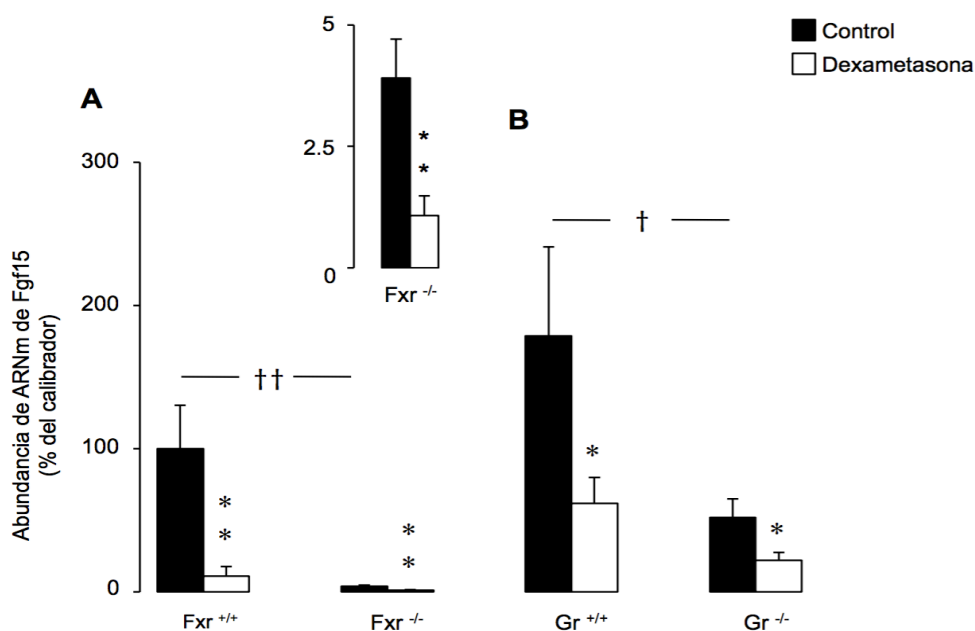 Control
Dexametasona
A
B
5
2.5
0
*
*
Fxr -/-
Abundancia de ARNm de Fgf15
(% del calibrador)
300
200
100
0
††
*
*
*
*
Fxr +/+
Fxr -/-
†
*
*
Gr +/+
Gr -/-